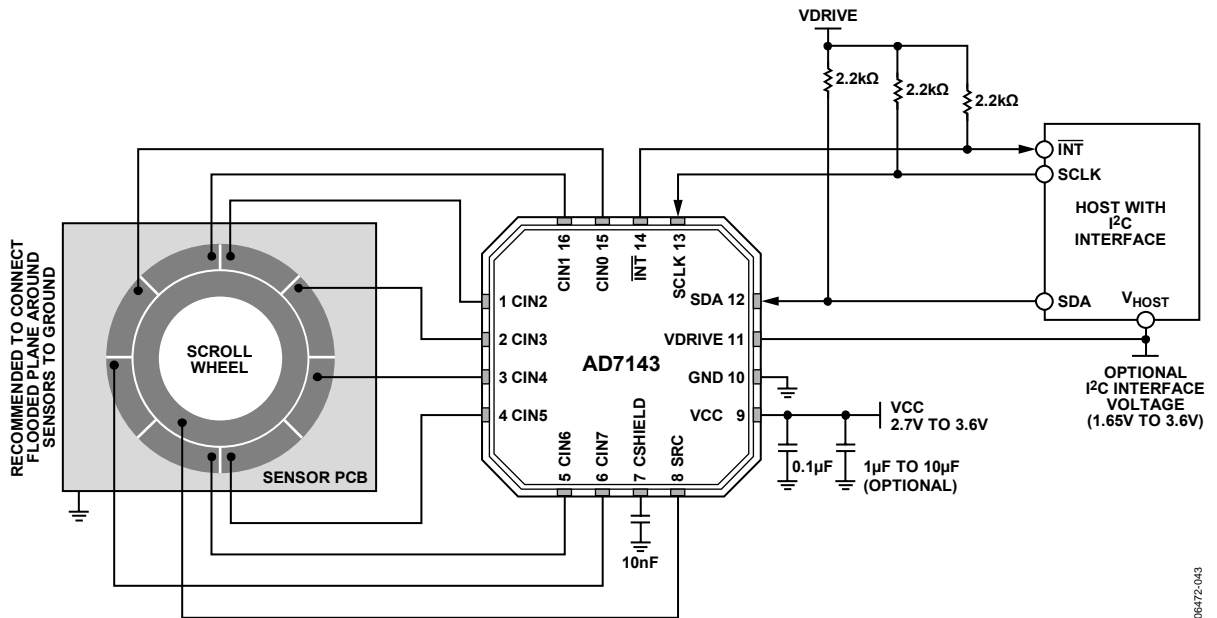 VDRIVE
2.2kΩ
2.2kΩ
2.2kΩ
INT
SCLK
HOST WITH
I2C
INTERFACE
SDA
VHOST
OPTIONAL
I2C INTERFACE
VOLTAGE
(1.65V TO 3.6V)
RECOMMENDED TO CONNECT
FLOODED PLANE AROUND
SENSORS TO GROUND
SCROLL
WHEEL
SENSOR PCB
CIN1 16
CIN0 15
INT 14
SCLK 13
1 CIN2
2 CIN3
3 CIN4
4 CIN5
AD7143
SDA 12
VDRIVE 11
GND 10
VCC 9
5 CIN6
6 CIN7
7 CSHIELD
8 SRC
VCC
2.7V TO 3.6V
0.1µF
1µF TO 10µF
(OPTIONAL)
10nF
06472-043